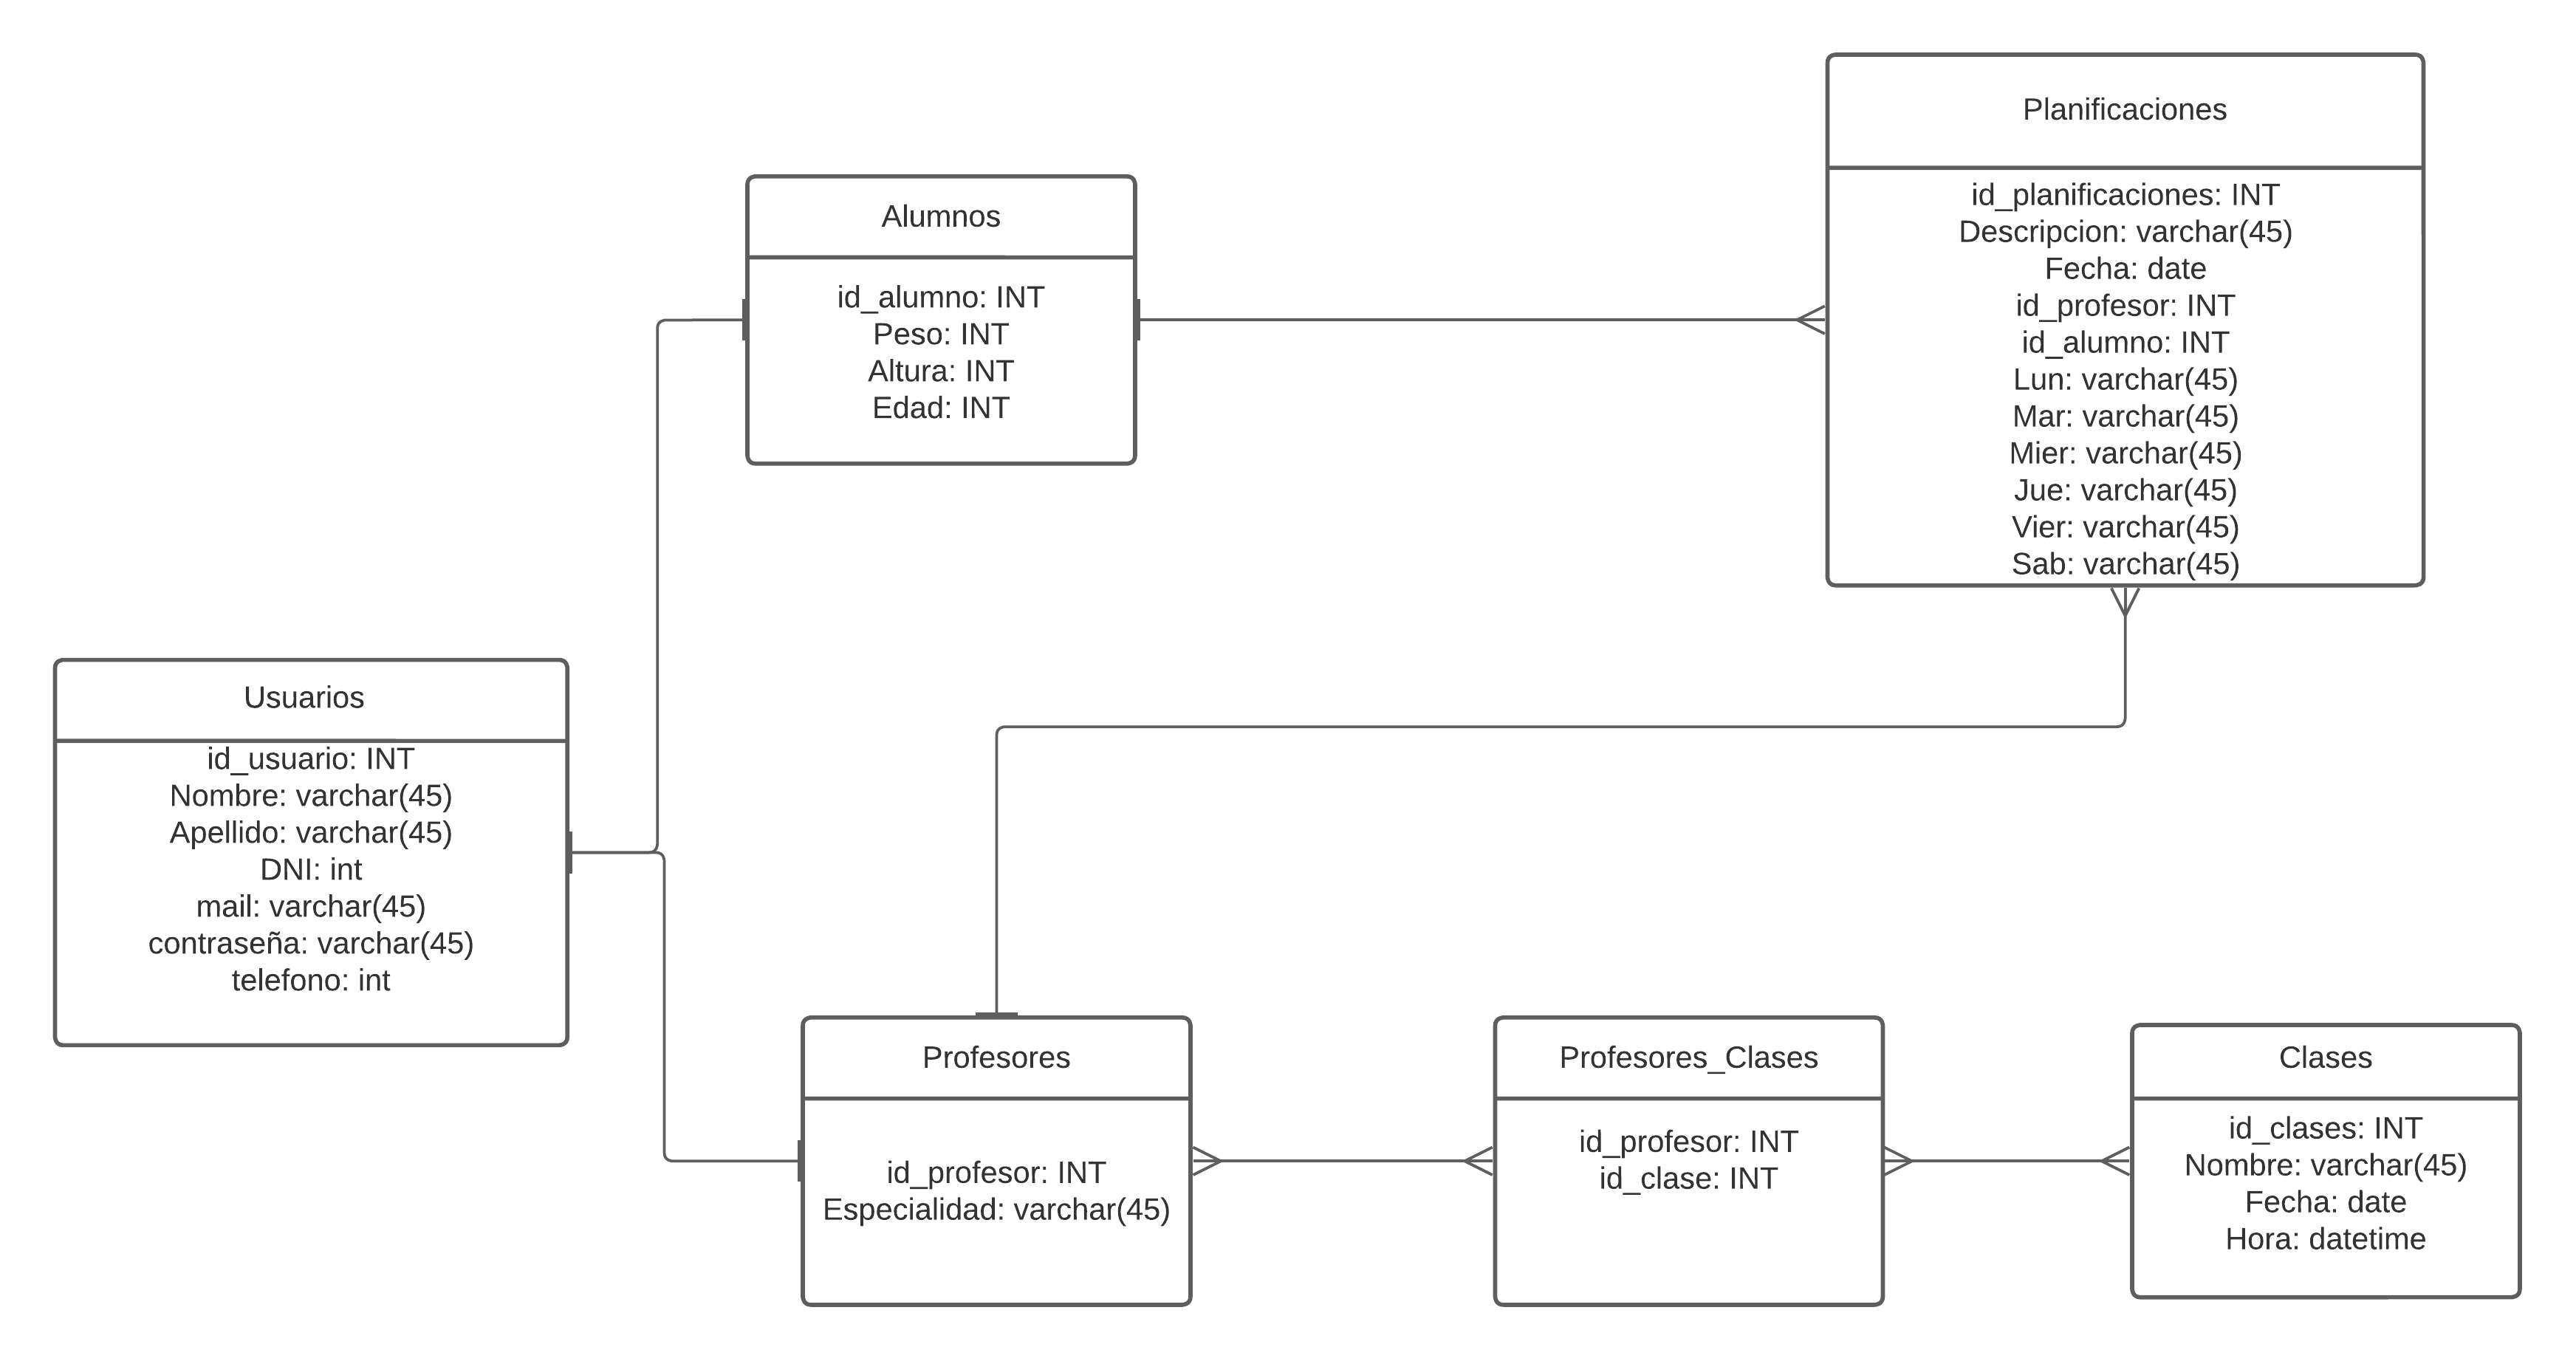 Planificaciones
id_planificaciones: INT
Descripcion: varchar(45)
Fecha: date
id_profesor: INT
id_alumno: INT
Lun: varchar(45)
Mar: varchar(45)
Mier: varchar(45)
Jue: varchar(45)
Vier: varchar(45)
Sab: varchar(45)
Alumnos
id_alumno: INT
Peso: INT
Altura: INT
Edad: INT
Usuarios
id_usuario: INT
Nombre: varchar(45)
Apellido: varchar(45)
DNI: int
mail: varchar(45)
contraseña: varchar(45)
telefono: int
Profesores
id_profesor: INT
Especialidad: varchar(45)
Profesores_Clases
id_profesor: INT
id_clase: INT
Clases
id_clases: INT
Nombre: varchar(45)
Fecha: date
Hora: datetime